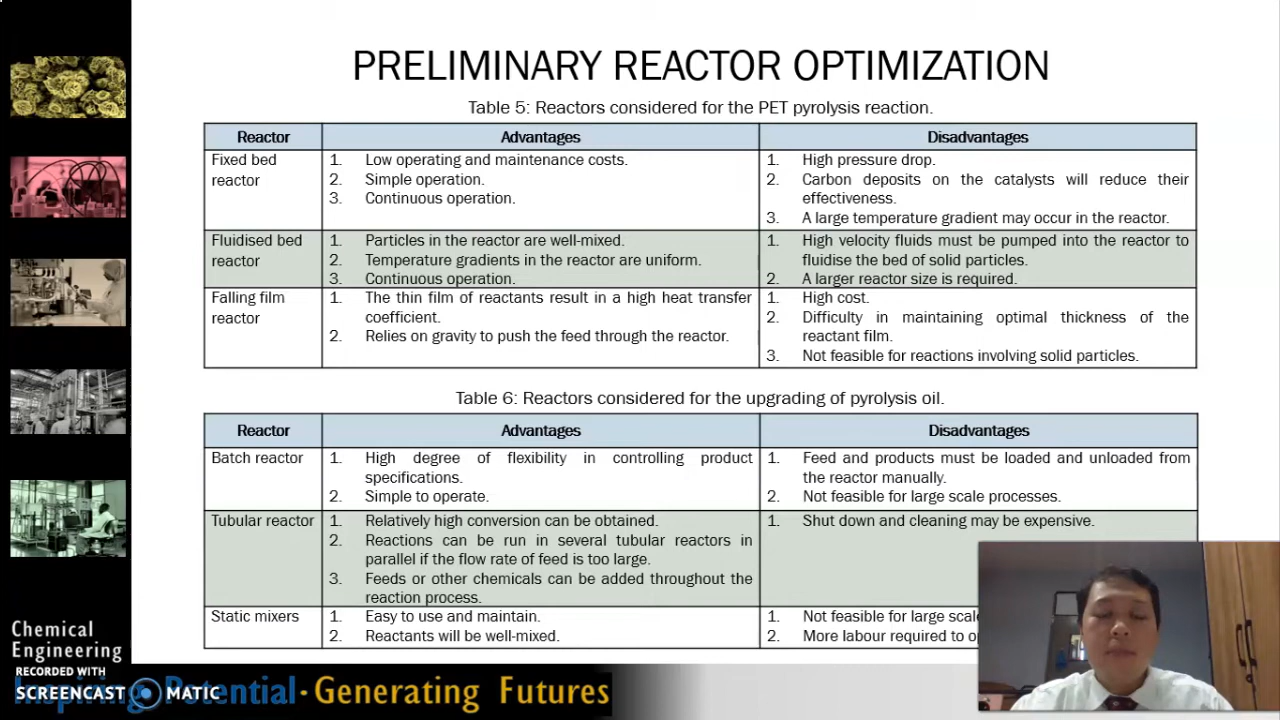 PRELIMINARY REACTOR OPTIMIZATION
Table 5: Reactors considered for the PET pyrolysis reaction.
Reactor Advantages Disadvantages
Fixed bed reactor
1. Low operating and maintenance costs.
2. Simple operation.
3. Continuous operation.
1. High pressure drop.
2. Carbon deposits on the catalysts will reduce their
effectiveness.
3. A large temperature gradient may occur in the reactor.
Fluidised bed reactor
1. Particles in the reactor are well-mixed.
2. Temperature gradients in the reactor are uniform.
3. Continuous operation.
1. High velocity fluids must be pumped into the reactor to
fluidise the bed of solid particles.
2. A larger reactor size is required.
Falling film reactor
1. The thin film of reactants result in a high heat transfer
coefficient.
2. Relies on gravity to push the feed through the reactor.
1. High cost.
2. Difficulty in maintaining optimal thickness of the
reactant film.
3. Not feasible for reactions involving solid particles.
Table 6: Reactors considered for the upgrading of pyrolysis oil.
Reactor Advantages Disadvantages
Batch reactor
1. High degree of flexibility in controlling product
specifications.
2. Simple to operate.
1. Feed and products must be loaded and unloaded from
the reactor manually.
2. Not feasible for large scale processes.
Tubular reactor
1. Relatively high conversion can be obtained.
2. Reactions can be run in several tubular reactors in
parallel if the flow rate of feed is too large.
3. Feeds or other chemicals can be added throughout the
reaction process.
1. Shut down and cleaning may be expensive.
Static mixers
1. Easy to use and maintain.
2. Reactants will be well-mixed.
1. Not feasible for large
2. More labour required to
Chemical
Engineering
RECORDED WITH
SCREENCAST MATIC
Inspiring Potential · Generating Futures